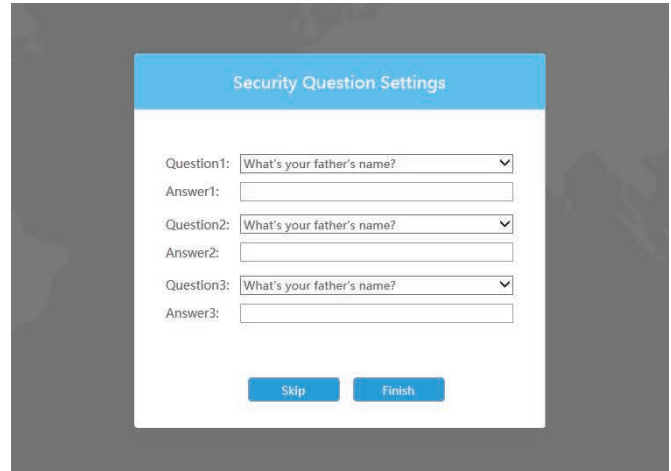 Security Question Settings
Question1: What's your father's name?
Answer1:
Question2: What's your father's name?
Answer2:
Question3: What's your father's name?
Answer3:
Skip Finish